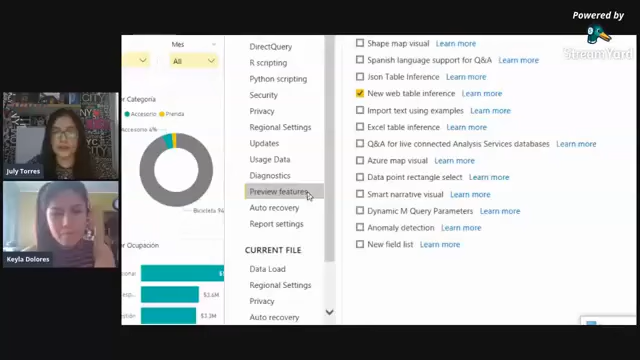 Powered by
StreamYard
Mes
All
or Categoría
Accesorio
Prenda
Accesorio 6%
Bicicleta
or Ocupación
$3.6M
$3.2M
July Torres
Keyla Dolores
DirectQuery
R scripting
Python scripting
Security
Privacy
Regional Settings
Updates
Usage Data
Diagnostics
Preview features
Auto recovery
Report settings
CURRENT FILE
Data Load
Regional Settings
Privacy
Auto recovery
Shape map visual Learn more
Spanish language support for Q&A Learn more
Json Table Inference Learn more
New web table inference Learn more
Import text using examples Learn more
Excel table inference Learn more
Q&A for live connected Analysis Services databases Learn more
Azure map visual Learn more
Data point rectangle select Learn more
Smart narrative visual Learn more
Dynamic M Query Parameters Learn more
Anomaly detection Learn more
New field list Learn more